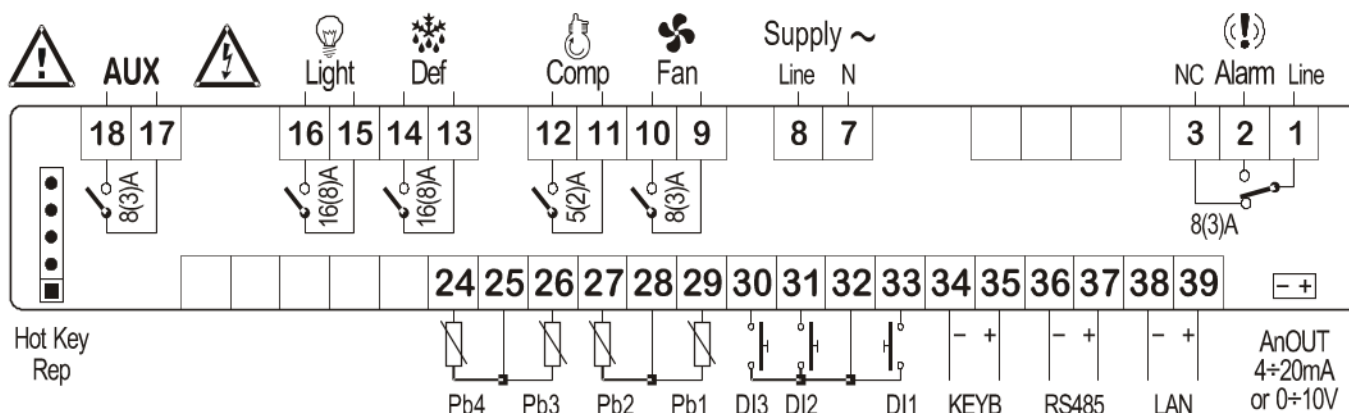 Supply ~
AUX Light Def Comp Fan Line N NC Alarm Line
18 17 16 15 14 13 12 11 10 9 8 7 3 2 1
8(3)A 16(8)A 16(8)A 5(2)A 8(3)A 8(3)A
24 25 26 27 28 29 30 31 32 33 34 35 36 37 38 39 - +
Hot Key
Rep
- + - + - +
Pb4 Pb3 Pb2 Pb1 DI3 DI2 DI1 KEYB RS485 LAN
AnOUT
4÷20mA
or 0÷10V